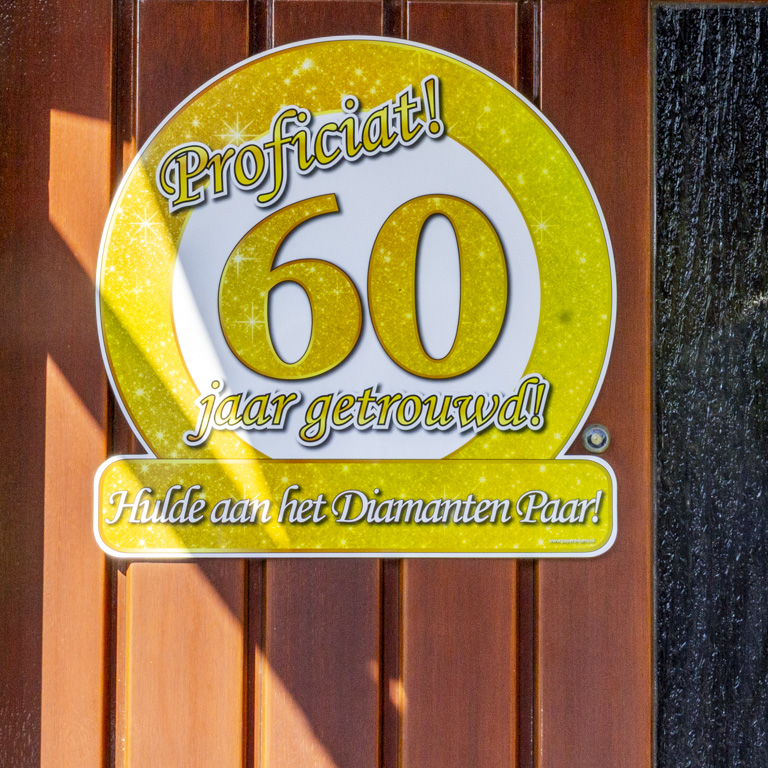 Proficiat!
60
jaar getrouwd!
Hulde aan het Diamanten Paar!